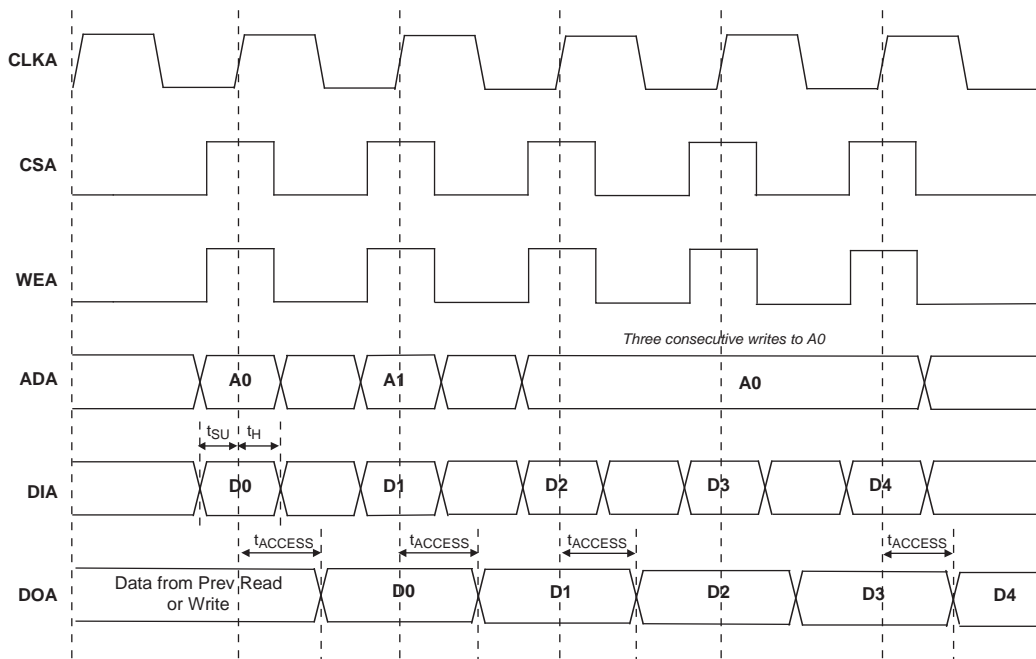 CLKA
CSA
WEA
Three consecutive writes to A0
ADA
A0
A1
A0
tSU
tH
DIA
D0
D1
D2
D3
D4
tACCESS
tACCESS
tACCESS
tACCESS
DOA
Data from Prev Read
or Write
D0
D1
D2
D3
D4